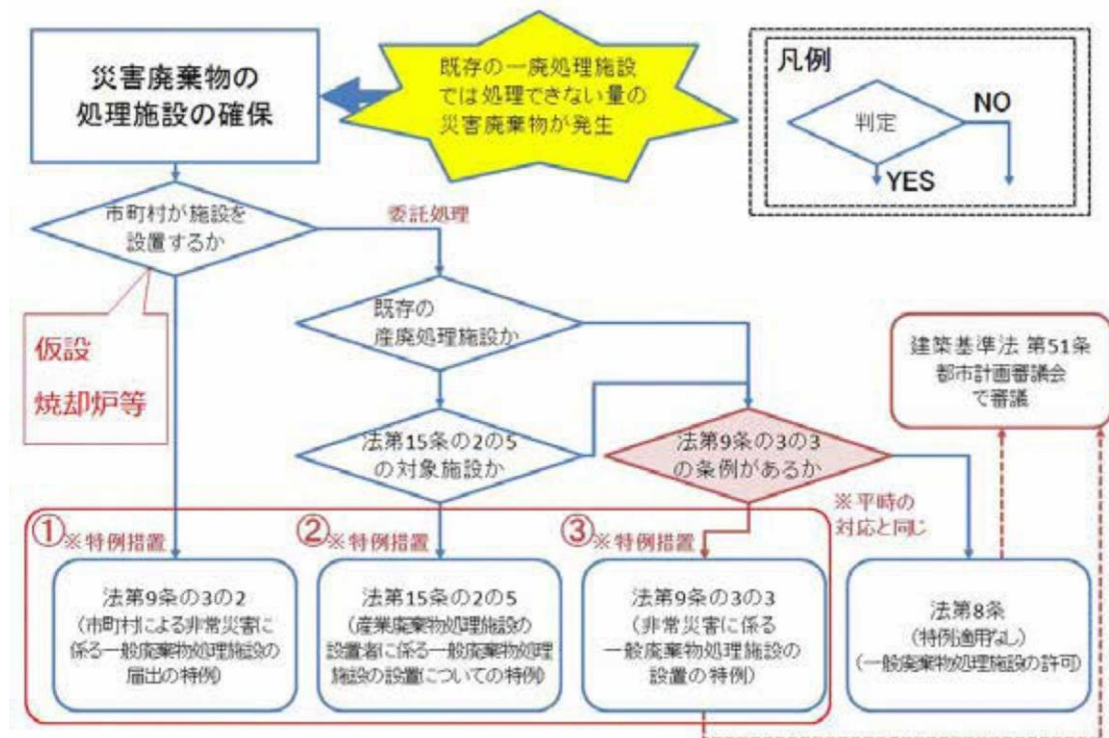 災害廃棄物の
処理施設の確保
既存の一廃処理施設
では処理できない量の
災害廃棄物が発生
凡例
判定
NO
YES
市町村が施設を
設置するか
委託処理
仮設
焼却炉等
既存の
産廃処理施設か
建築基準法 第51条
都市計画審議会
で審議
法第15条の2の5
の対象施設か
法第9条の3の3
の条例があるか
※平時の
対応と同じ
①※特例措置
②※特例措置
③※特例措置
法第9条の3の2
(市町村による非常災害に
係る一般廃棄物処理施設の
届出の特例)
法第15条の2の5
(産業廃棄物処理施設の
設置者に係る一般廃棄物処理
施設の設置についての特例)
法第9条の3の3
(非常災害に係る
一般廃棄物処理施設の
設置の特例)
法第8条
(特例適用なし)
(一般廃棄物処理施設の許可)